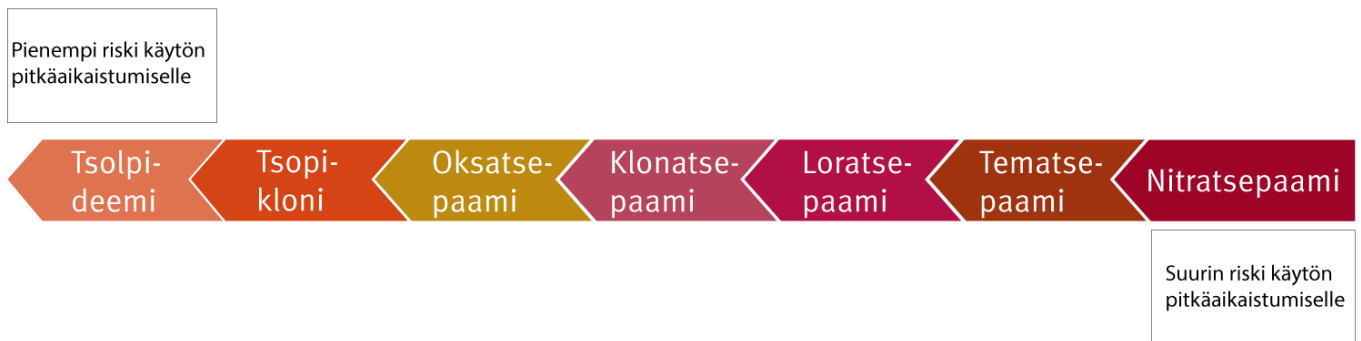 Pienempi riski käytön
pitkäaikaistumiselle
Tsolpi-
deemi
Tsopi-
kloni
Oksatse-
paami
Klonatse-
paami
Loratse-
paami
Tematse-
paami
Nitratsepaami
Suurin riski käytön
pitkäaikaistumiselle